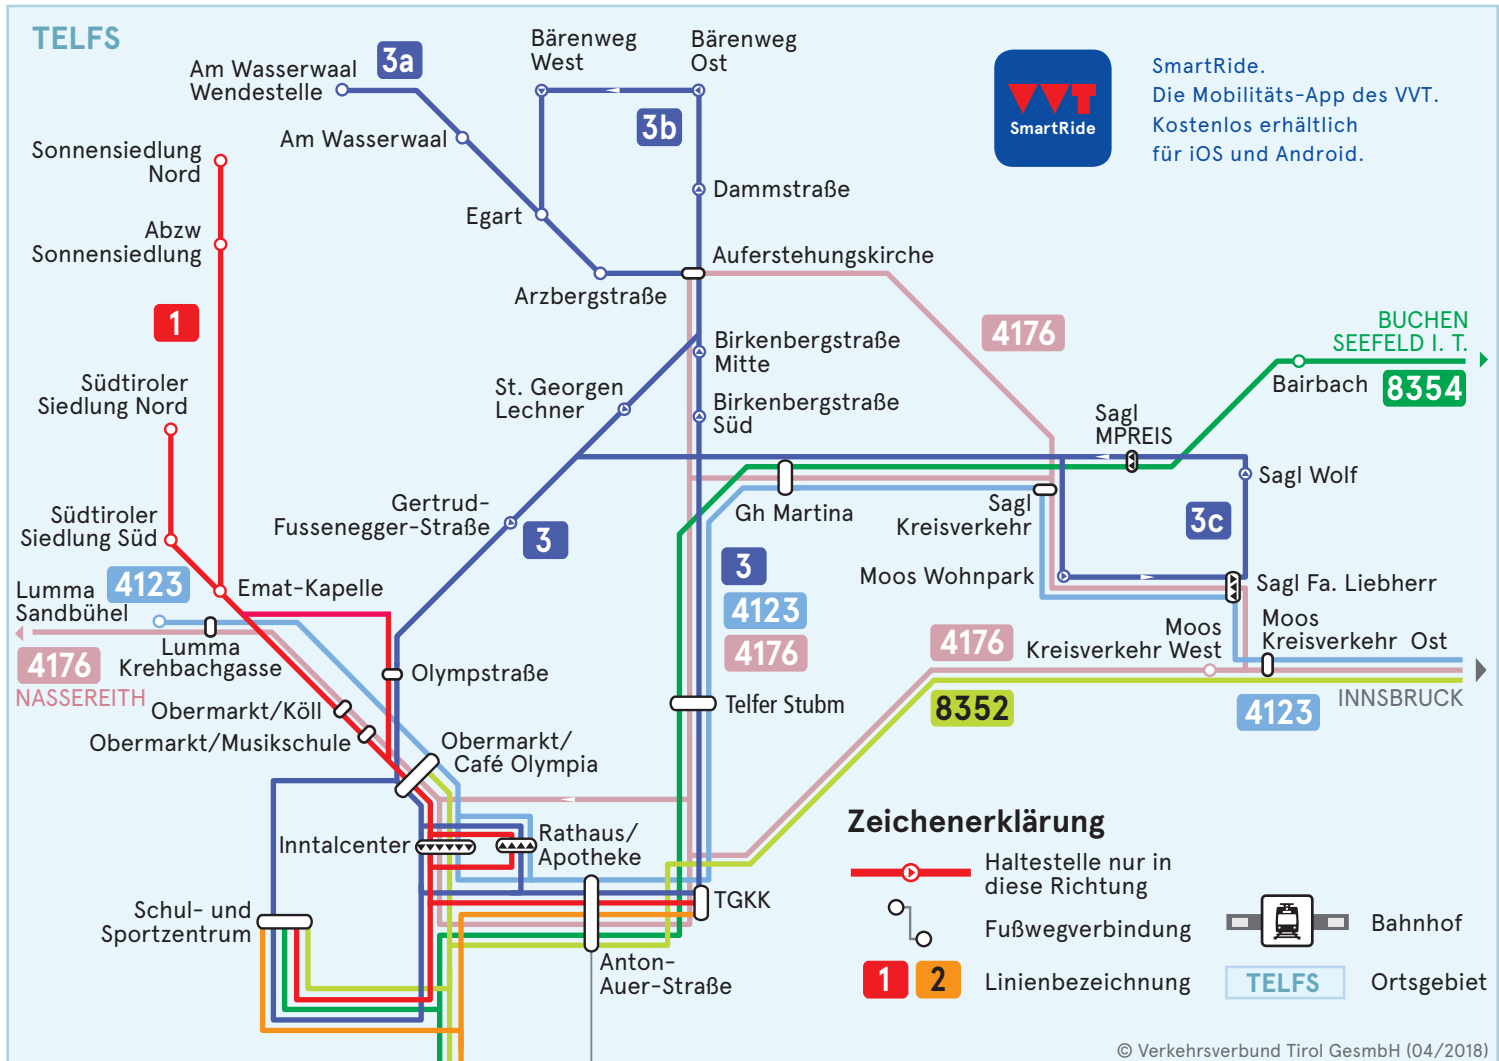 TELFS
Am Wasserwaal
Wendestelle
3a
Bärenweg
West
Bärenweg
Ost
3b
VVT
SmartRide
SmartRide.
Die Mobilitäts-App des VVT.
Kostenlos erhältlich
für iOS und Android.
Am Wasserwaal
Sonnensiedlung
Nord
Dammstraße
Egart
Abzw
Sonnensiedlung
Auferstehungskirche
Arzbergstraße
1
4176
BUCHEN
SEEFELD I. T.
Birkenbergstraße
Mitte
Bairbach
8354
Südtiroler
Siedlung Nord
St. Georgen
Lechner
Birkenbergstraße
Süd
Sagl
MPREIS
Sagl Wolf
Gertrud-
Fussenegger-Straße
3
Gh Martina
Sagl
Kreisverkehr
3c
Südtiroler
Siedlung Süd
Lumma
Sandbühel
4123
Emat-Kapelle
3
4123
4176
Moos Wohnpark
Sagl Fa. Liebherr
4176
NASSEREITH
Lumma
Krehbachgasse
Olympstraße
4176
Moos
Kreisverkehr West
Moos
Kreisverkehr Ost
Obermarkt/Köll
Obermarkt/Musikschule
Telfer Stubm
8352
4123
INNSBRUCK
Obermarkt/
Café Olympia
Inntalcenter
Rathaus/
Apotheke
Schul- und
Sportzentrum
TGKK
Anton-
Auer-Straße
Zeichenerklärung
Haltestelle nur in
diese Richtung
Fußwegverbindung
Bahnhof
1 2 Linienbezeichnung
TELFS Ortsgebiet
© Verkehrsverbund Tirol GesmbH (04/2018)